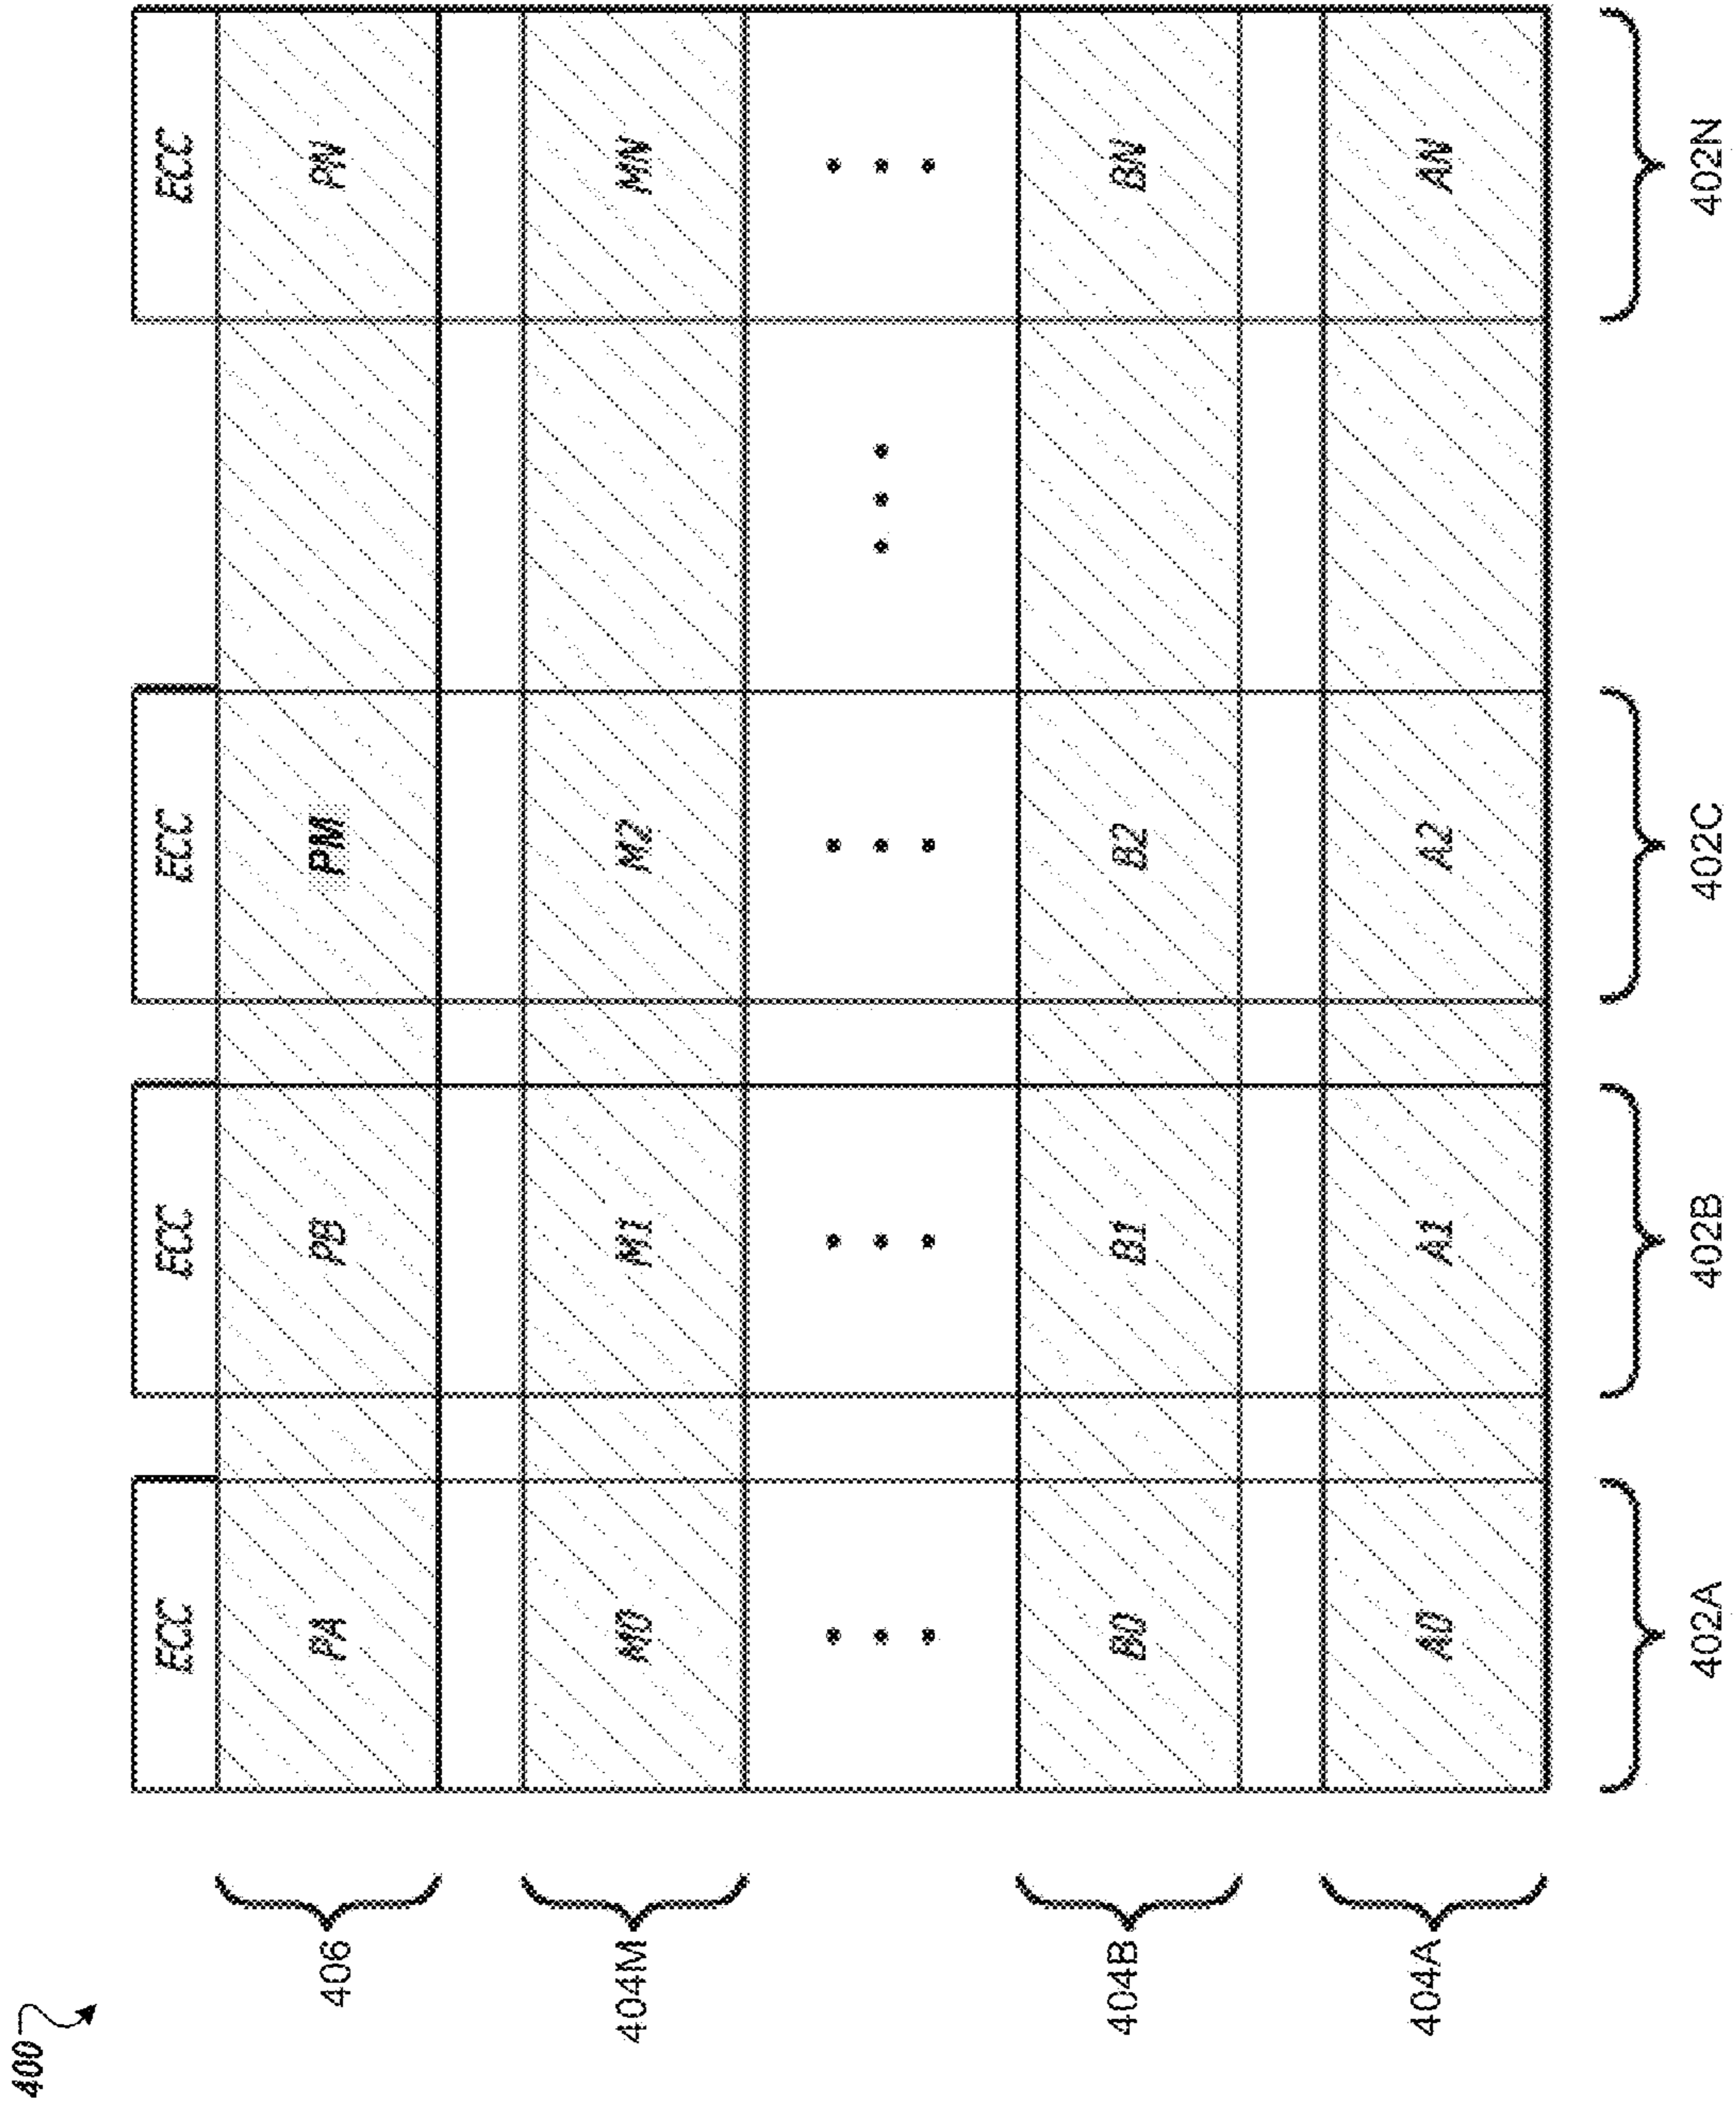 400
ECC ECC ECC ECC
406 PA PB PM PN
404M M0 M1 M2 MN
404B B0 B1 B2 BN
404A A0 A1 A2 AN
402A 402B 402C 402N